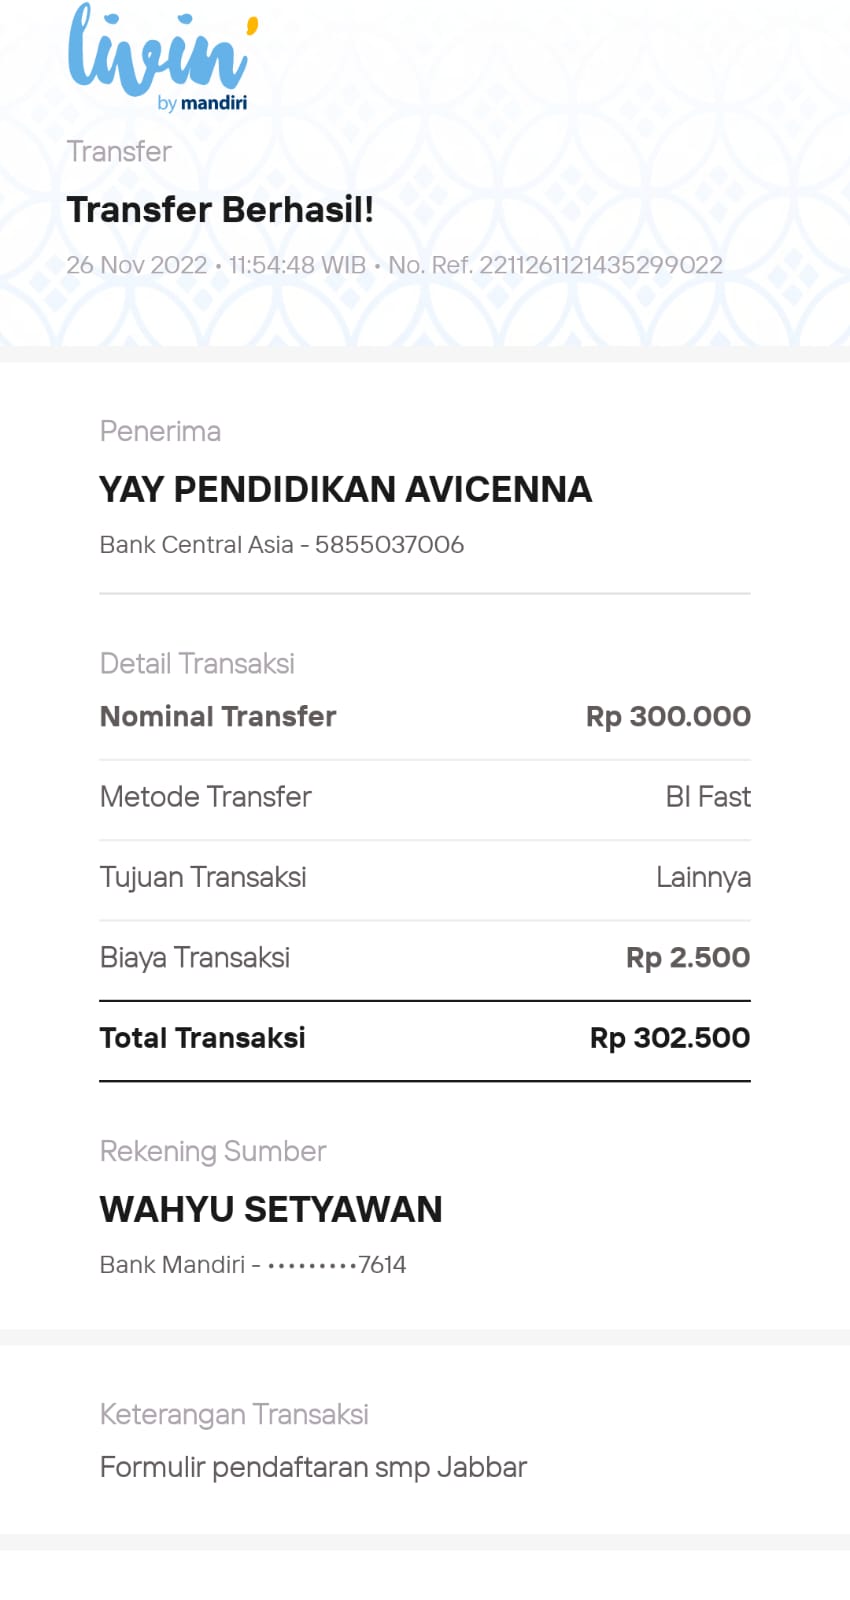 livin'
by mandiri
Transfer
Transfer Berhasil!
26 Nov 2022 • 11:54:48 WIB • No. Ref. 2211261121435299022
Penerima
YAY PENDIDIKAN AVICENNA
Bank Central Asia - 5855037006
Detail Transaksi
Nominal Transfer Rp 300.000
Metode Transfer BI Fast
Tujuan Transaksi Lainnya
Biaya Transaksi Rp 2.500
Total Transaksi Rp 302.500
Rekening Sumber
WAHYU SETYAWAN
Bank Mandiri - •••••••••7614
Keterangan Transaksi
Formulir pendaftaran smp Jabbar